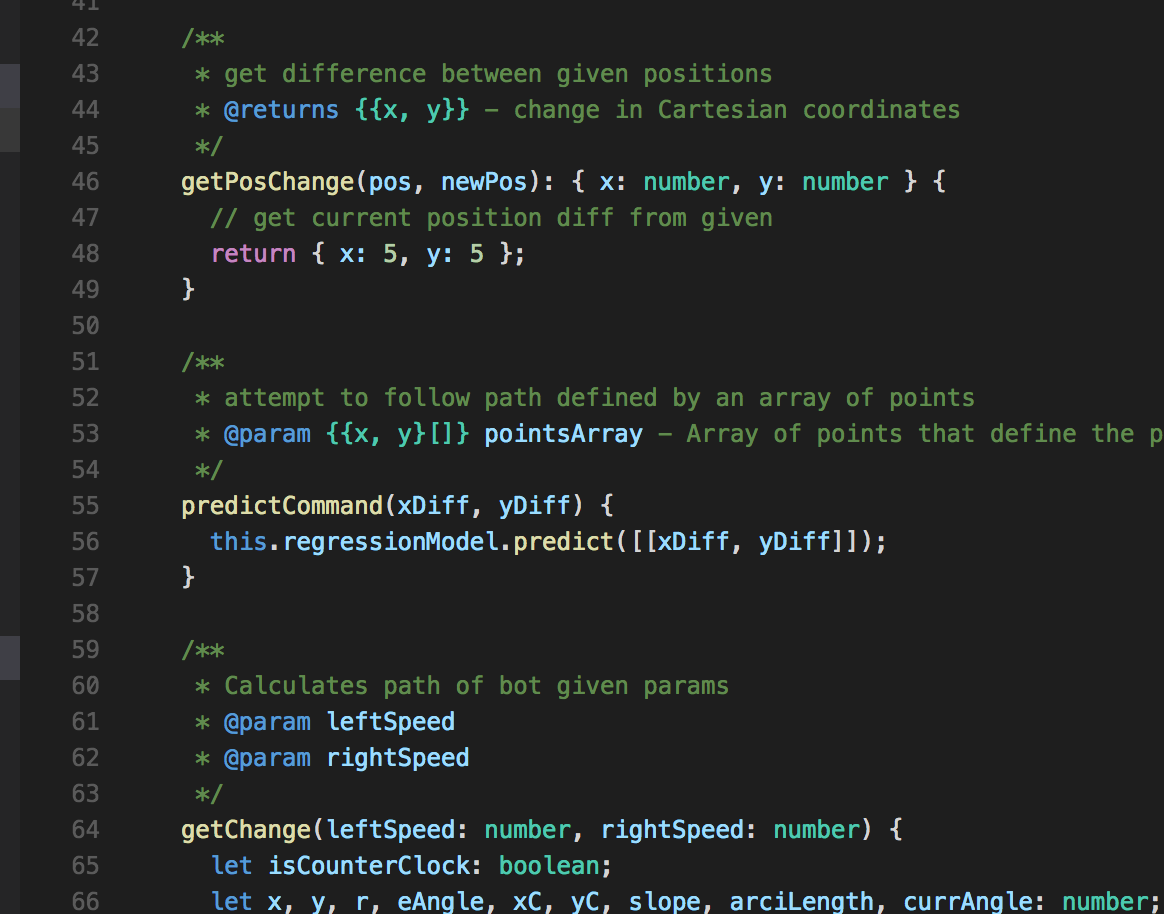 41
42 /**
43 * get difference between given positions
44 * @returns {{x, y}} – change in Cartesian coordinates
45 */
46 getPosChange(pos, newPos): { x: number, y: number } {
47 // get current position diff from given
48 return { x: 5, y: 5 };
49 }
50
51 /**
52 * attempt to follow path defined by an array of points
53 * @param {{x, y}[]} pointsArray – Array of points that define the p
54 */
55 predictCommand(xDiff, yDiff) {
56 this.regressionModel.predict([[xDiff, yDiff]]);
57 }
58
59 /**
60 * Calculates path of bot given params
61 * @param leftSpeed
62 * @param rightSpeed
63 */
64 getChange(leftSpeed: number, rightSpeed: number) {
65 let isCounterClock: boolean;
66 let x, y, r, eAngle, xC, yC, slope, arciLength, currAngle: number;